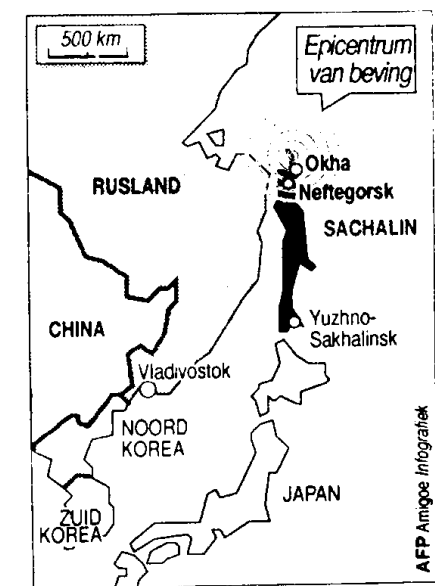 500 km
Epicentrum
van beving
Okha
Neftegorsk
RUSLAND
SACHALIN
CHINA
Yuzhno-
Sakhalinsk
Vladivostok
NOORD
KOREA
ZUID
KOREA
JAPAN
AFP Amigoe Infografiek